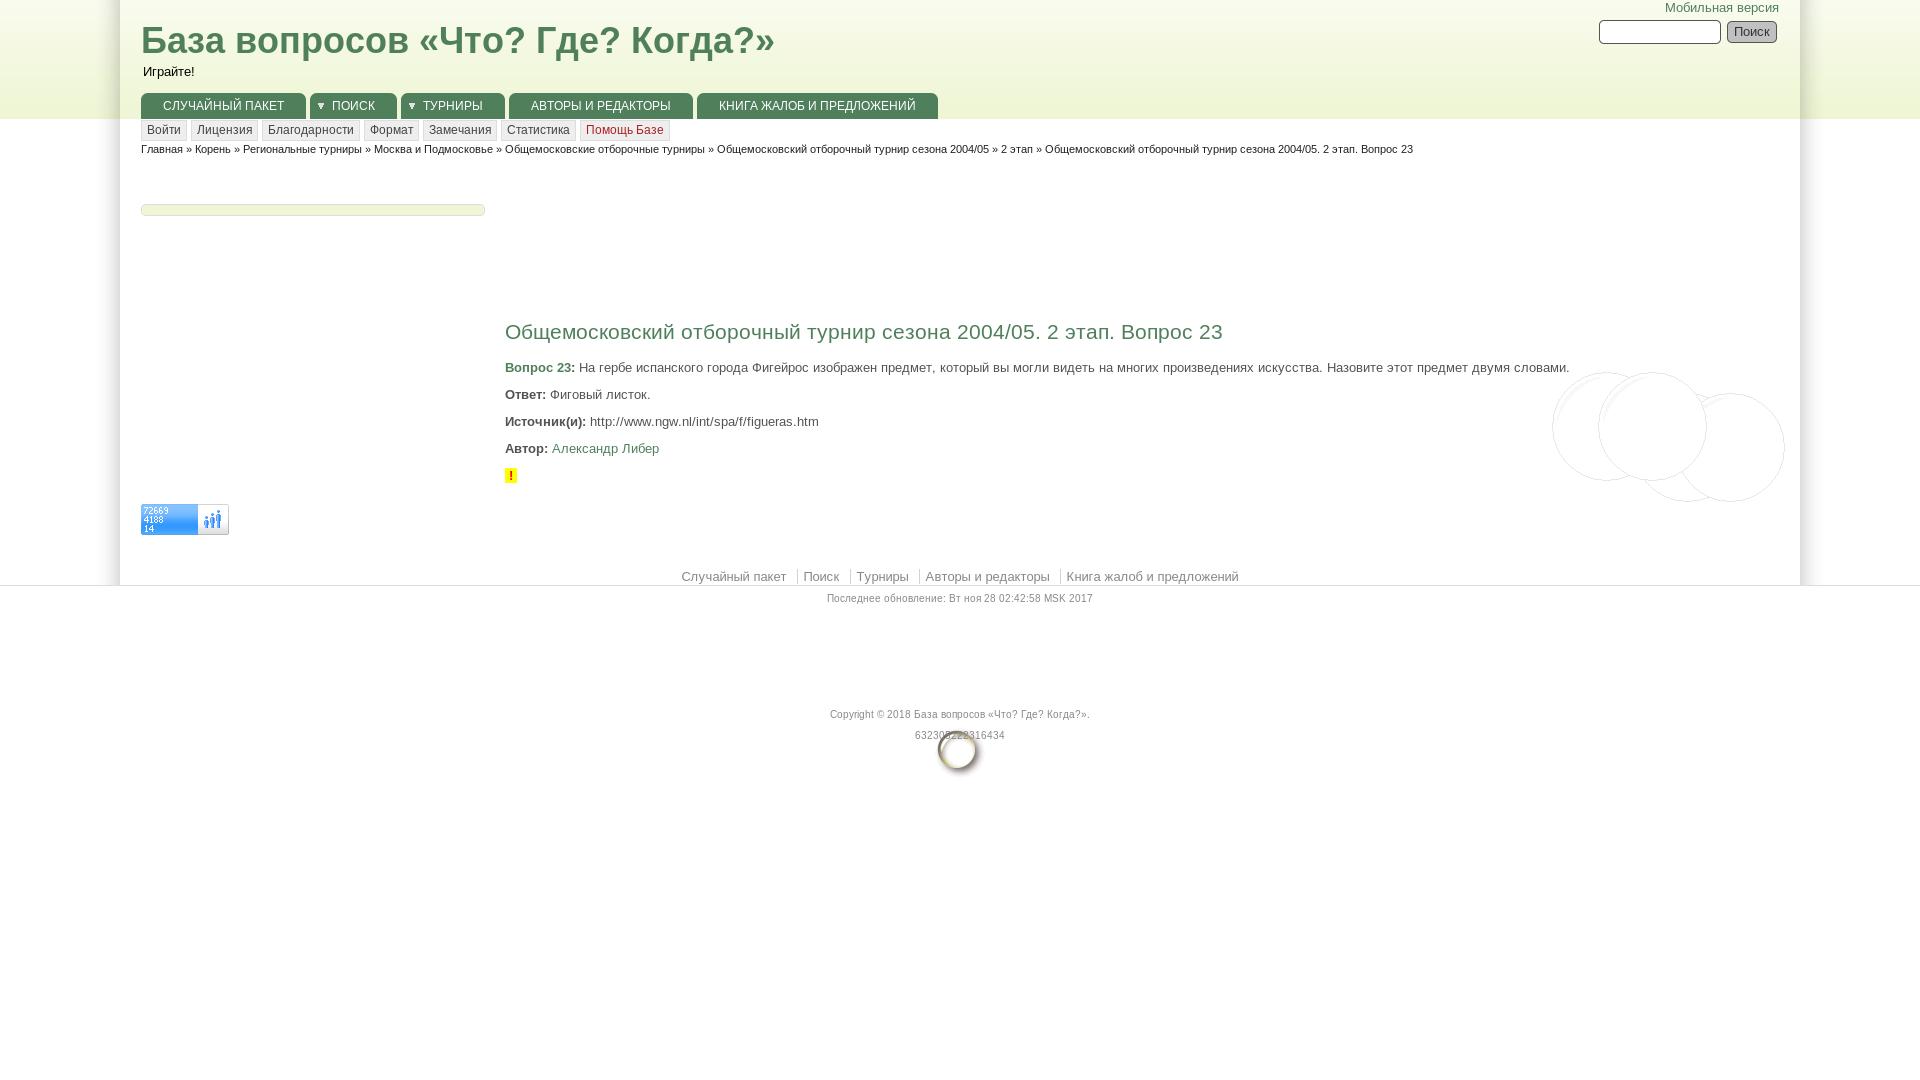 Мобильная версия
База вопросов «Что? Где? Когда?»
Поиск
Играйте!
СЛУЧАЙНЫЙ ПАКЕТ ПОИСК ТУРНИРЫ АВТОРЫ И РЕДАКТОРЫ КНИГА ЖАЛОБ И ПРЕДЛОЖЕНИЙ
Войти Лицензия Благодарности Формат Замечания Статистика Помощь Базе
Главная » Корень » Региональные турниры » Москва и Подмосковье » Общемосковские отборочные турниры » Общемосковский отборочный турнир сезона 2004/05 » 2 этап » Общемосковский отборочный турнир сезона 2004/05. 2 этап. Вопрос 23
Общемосковский отборочный турнир сезона 2004/05. 2 этап. Вопрос 23
Вопрос 23: На гербе испанского города Фигейрос изображен предмет, который вы могли видеть на многих произведениях искусства. Назовите этот предмет двумя словами.
Ответ: Фиговый листок.
Источник(и): http://www.ngw.nl/int/spa/f/figueras.htm
Автор: Александр Либер
!
72669
4188
14
Случайный пакет Поиск Турниры Авторы и редакторы Книга жалоб и предложений
Последнее обновление: Вт ноя 28 02:42:58 MSK 2017
Copyright © 2018 База вопросов «Что? Где? Когда?».